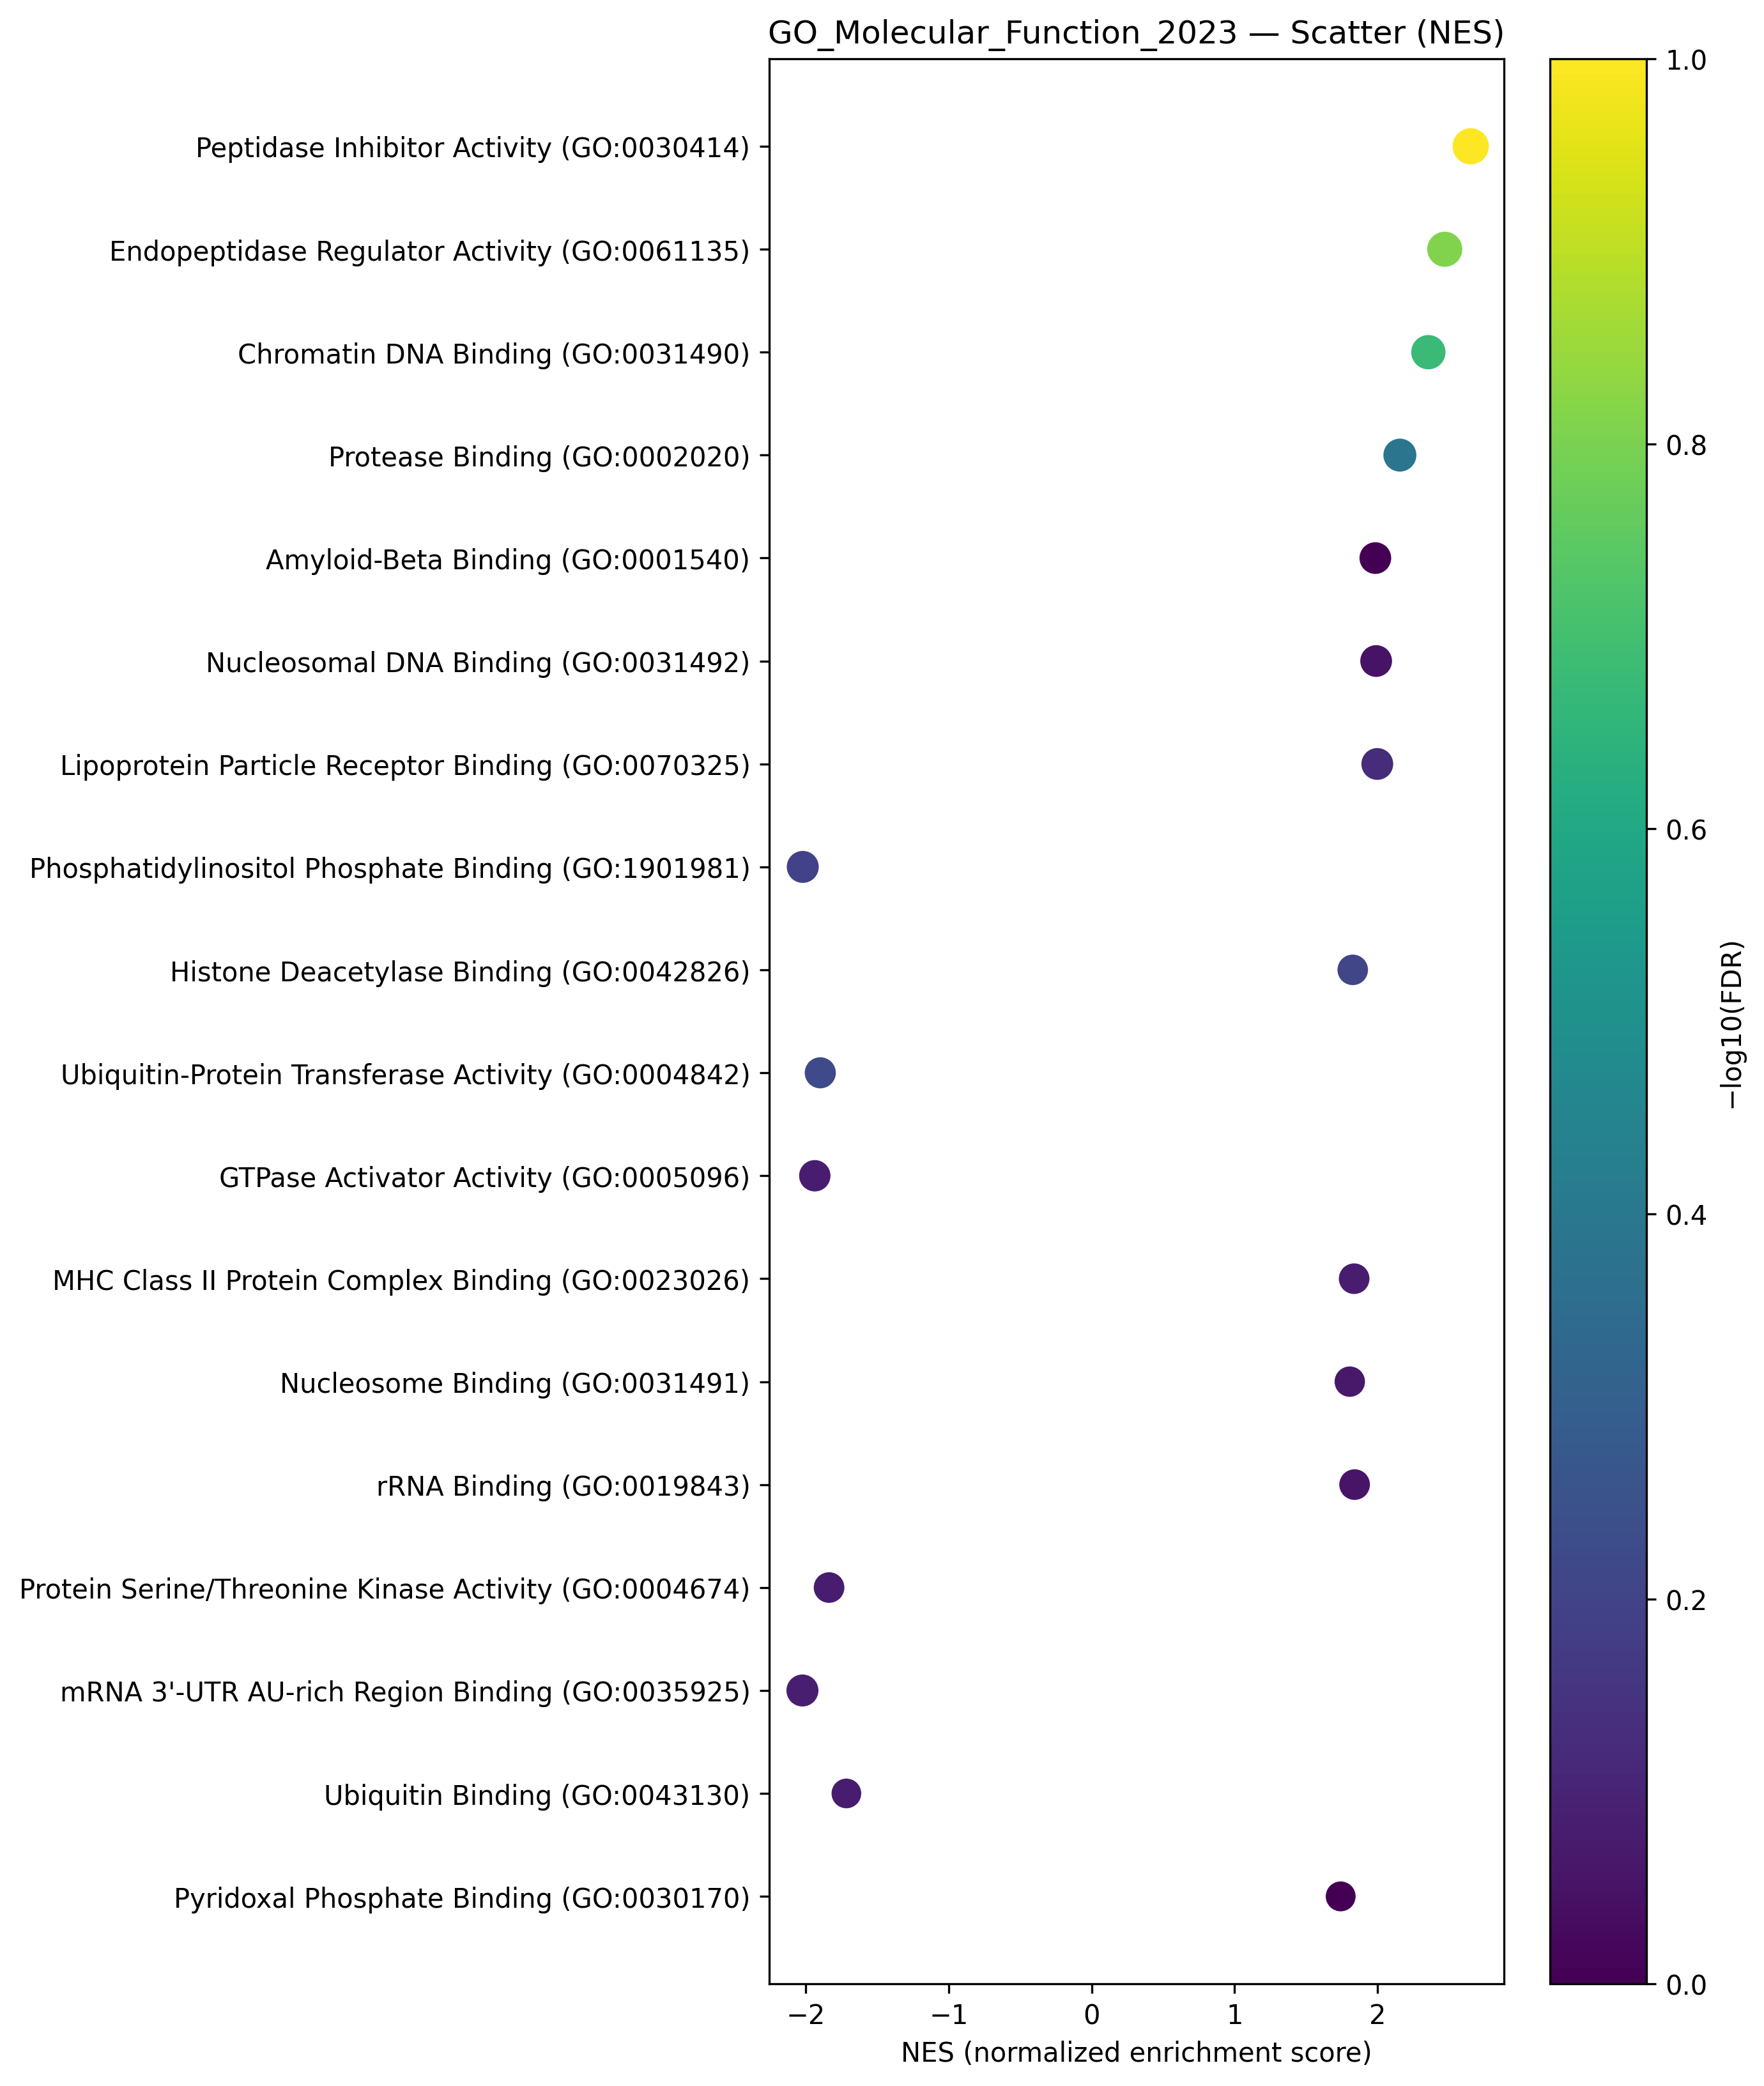 GO_Molecular_Function_2023 — Scatter (NES)
Peptidase Inhibitor Activity (GO:0030414)
Endopeptidase Regulator Activity (GO:0061135)
Chromatin DNA Binding (GO:0031490)
Protease Binding (GO:0002020)
Amyloid-Beta Binding (GO:0001540)
Nucleosomal DNA Binding (GO:0031492)
Lipoprotein Particle Receptor Binding (GO:0070325)
Phosphatidylinositol Phosphate Binding (GO:1901981)
Histone Deacetylase Binding (GO:0042826)
Ubiquitin-Protein Transferase Activity (GO:0004842)
GTPase Activator Activity (GO:0005096)
MHC Class II Protein Complex Binding (GO:0023026)
Nucleosome Binding (GO:0031491)
rRNA Binding (GO:0019843)
Protein Serine/Threonine Kinase Activity (GO:0004674)
mRNA 3'-UTR AU-rich Region Binding (GO:0035925)
Ubiquitin Binding (GO:0043130)
Pyridoxal Phosphate Binding (GO:0030170)
−2 −1 0 1 2
NES (normalized enrichment score)
1.0
0.8
0.6
0.4
0.2
0.0
−log10(FDR)